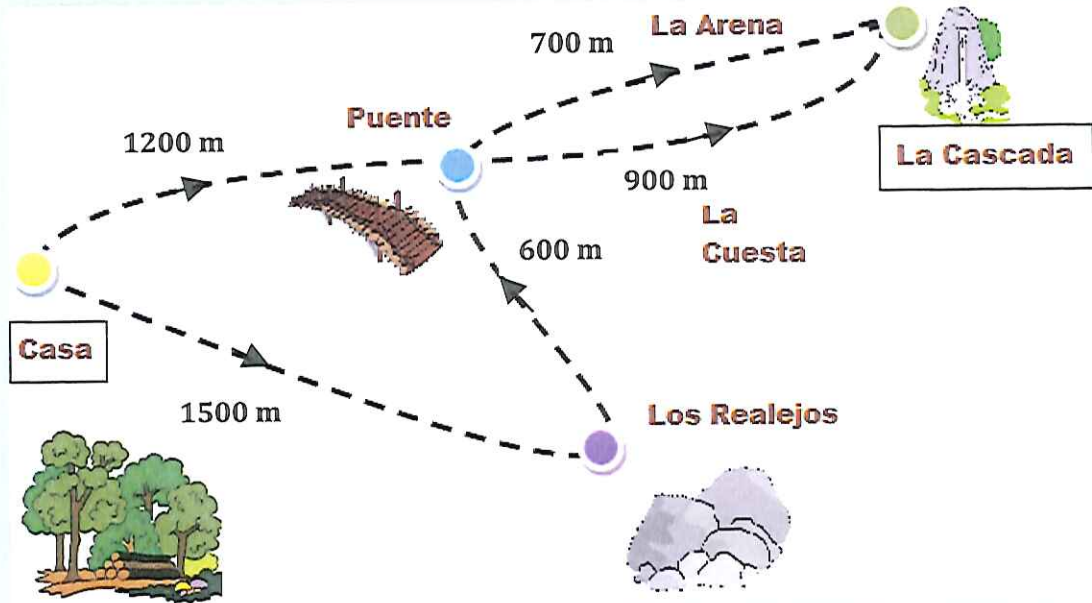 700 m
La Arena
Puente
1200 m
La Cascada
900 m
La
Cuesta
600 m
Casa
1500 m
Los Realejos